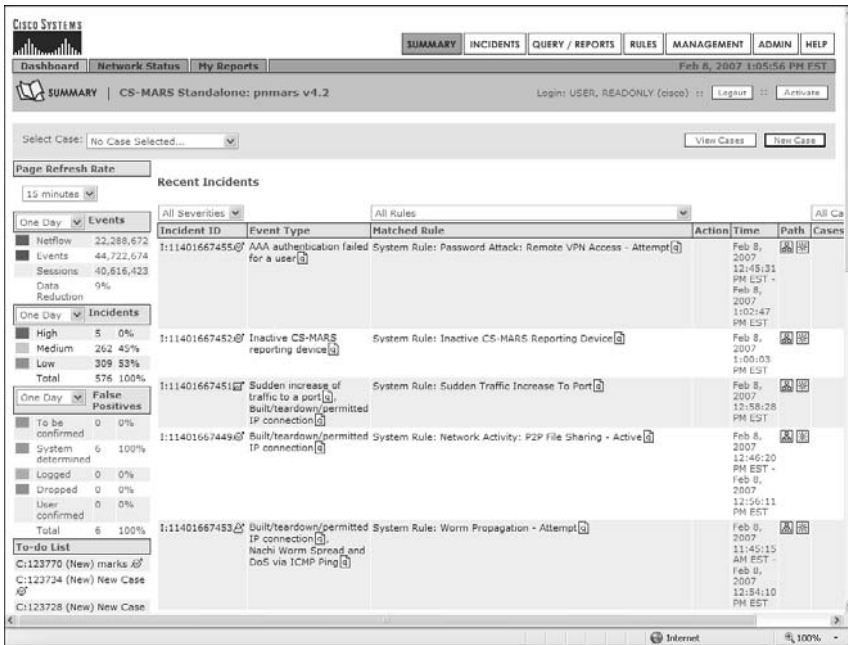 CISCO SYSTEMS
SUMMARY INCIDENTS QUERY / REPORTS RULES MANAGEMENT ADMIN HELP
Dashboard Network Status My Reports Feb 8, 2007 1:05:56 PM EST
SUMMARY | CS-MARS Standalone: pnmars v4.2 Login: USER, READONLY (cisco) :: Logout :: Activate
Select Case: No Case Selected... View Cases New Case
Page Refresh Rate
15 minutes
One Day Events
Netflow 22,288,672
Events 44,722,674
Sessions 40,616,423
Data Reduction 9%
One Day Incidents
High 5 0%
Medium 262 45%
Low 309 53%
Total 576 100%
One Day False Positives
To be confirmed 0 0%
System determined 6 100%
Logged 0 0%
Dropped 0 0%
User confirmed 0 0%
Total 6 100%
To-do List
C:123770 (New) marks
C:123734 (New) New Case
C:123728 (New) New Case
Recent Incidents
All Severities All Rules All Ca
Incident ID Event Type Matched Rule Action Time Path Cases
I:11401667455 AAA authentication failed System Rule: Password Attack: Remote VPN Access - Attempt q Feb 8,
for a user q 2007
12:45:31
PM EST -
Feb 8,
2007
1:02:47
PM EST
I:11401667452 Inactive CS-MARS System Rule: Inactive CS-MARS Reporting Device q Feb 8,
reporting device q 2007
1:00:03
PM EST
I:11401667451 Sudden increase of System Rule: Sudden Traffic Increase To Port q Feb 8,
traffic to a port q, 2007
Built/teardown/permitted 12:58:28
IP connection q PM EST
I:11401667449 Built/teardown/permitted System Rule: Network Activity: P2P File Sharing - Active q Feb 8,
IP connection q 2007
12:46:20
PM EST -
Feb 8,
2007
12:56:11
PM EST
I:11401667453 Built/teardown/permitted System Rule: Worm Propagation - Attempt q Feb 8,
IP connection q, 2007
Nachi Worm Spread and 11:45:15
DoS via ICMP Ping q AM EST -
Feb 8,
2007
12:54:10
PM EST
Internet 100%